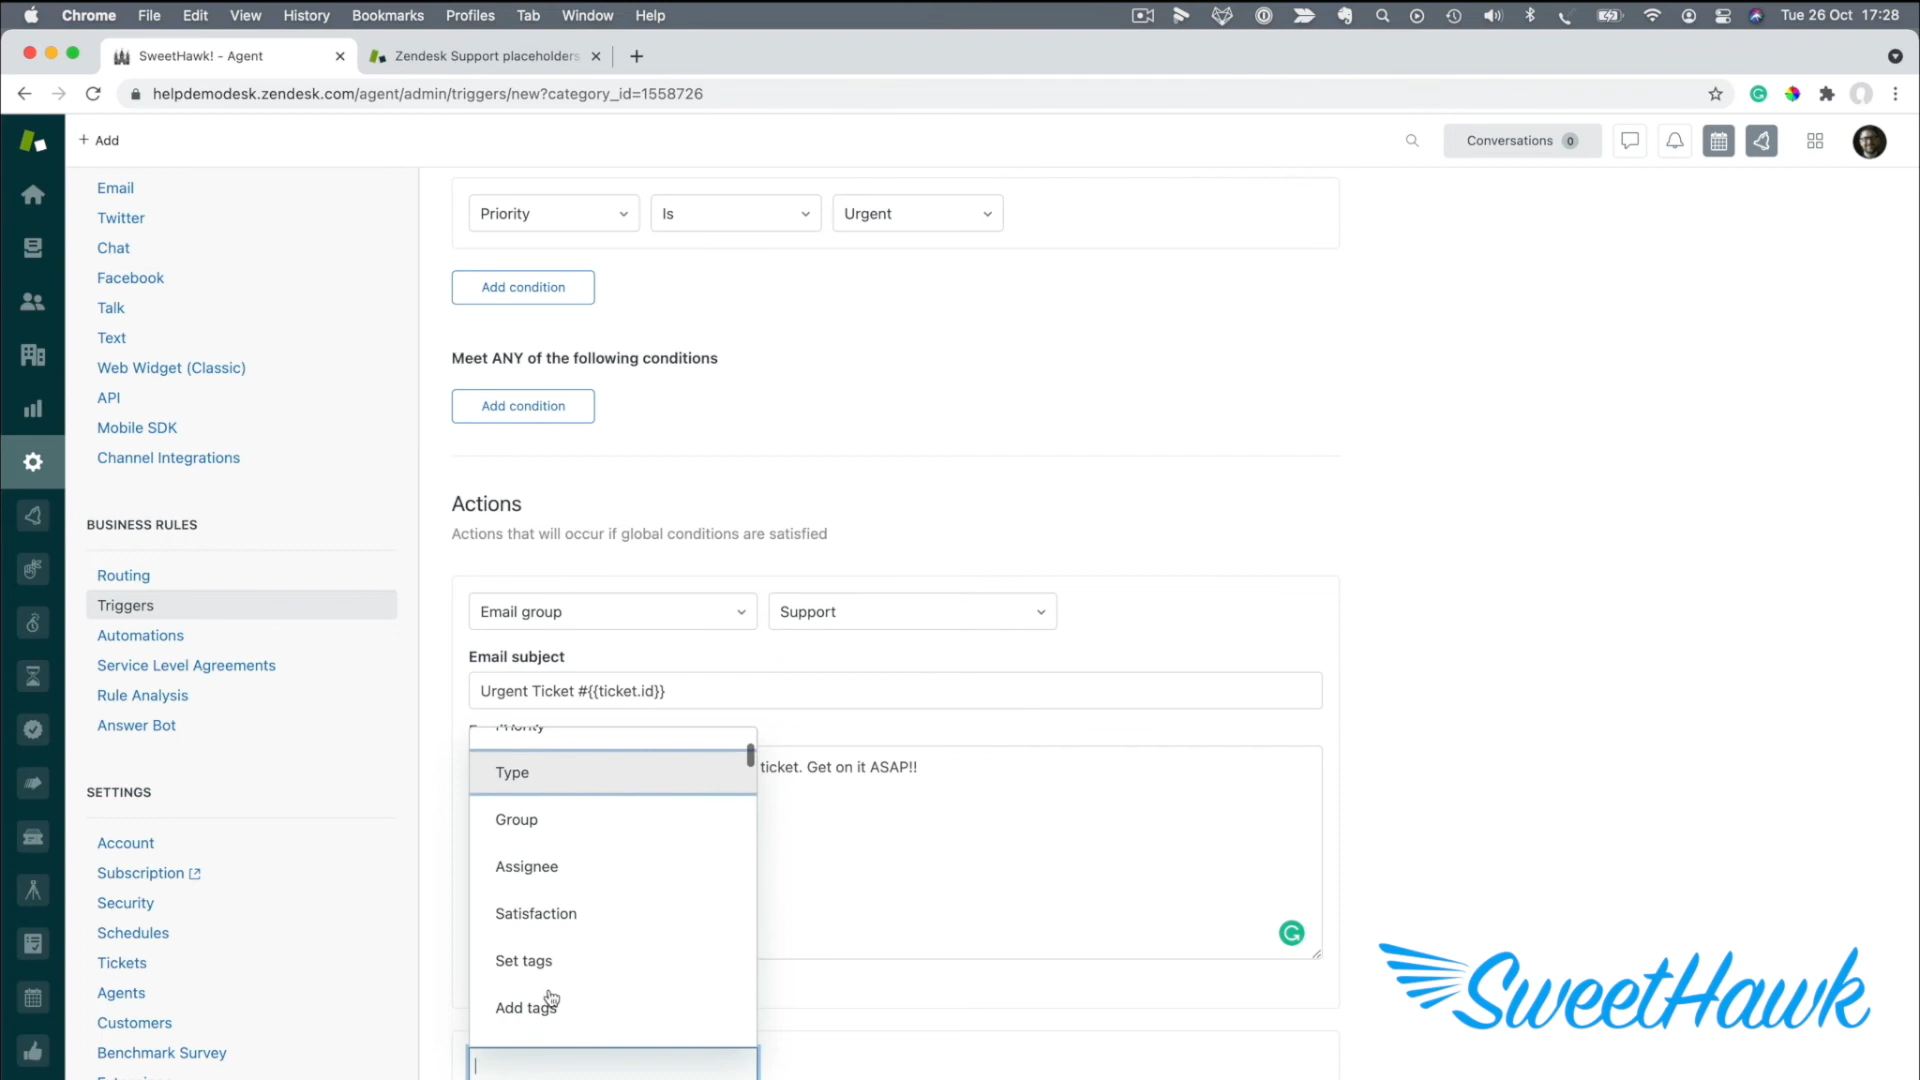 Chrome File Edit View History Bookmarks Profiles Tab Window Help Tue 26 Oct 17:28
SweetHawk! - Agent Zendesk Support placeholders
helpdemodesk.zendesk.com/agent/admin/triggers/new?category_id=1558726
+ Add
Conversations 0
Email
Twitter
Chat
Facebook
Talk
Text
Web Widget (Classic)
API
Mobile SDK
Channel Integrations
BUSINESS RULES
Routing
Triggers
Automations
Service Level Agreements
Rule Analysis
Answer Bot
SETTINGS
Account
Subscription
Security
Schedules
Tickets
Agents
Customers
Benchmark Survey
Priority Is Urgent
Add condition
Meet ANY of the following conditions
Add condition
Actions
Actions that will occur if global conditions are satisfied
Email group Support
Email subject
Urgent Ticket #{{ticket.id}}
ticket. Get on it ASAP!!
Priority
Type
Group
Assignee
Satisfaction
Set tags
Add tags
SweetHawk